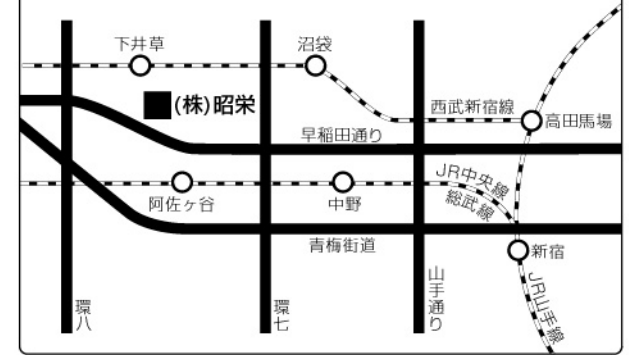 下井草
沼袋
(株)昭栄
西武新宿線
高田馬場
早稲田通り
JR中央線
総武線
阿佐ヶ谷
中野
青梅街道
新宿
環八
環七
山手通り
JR山手線